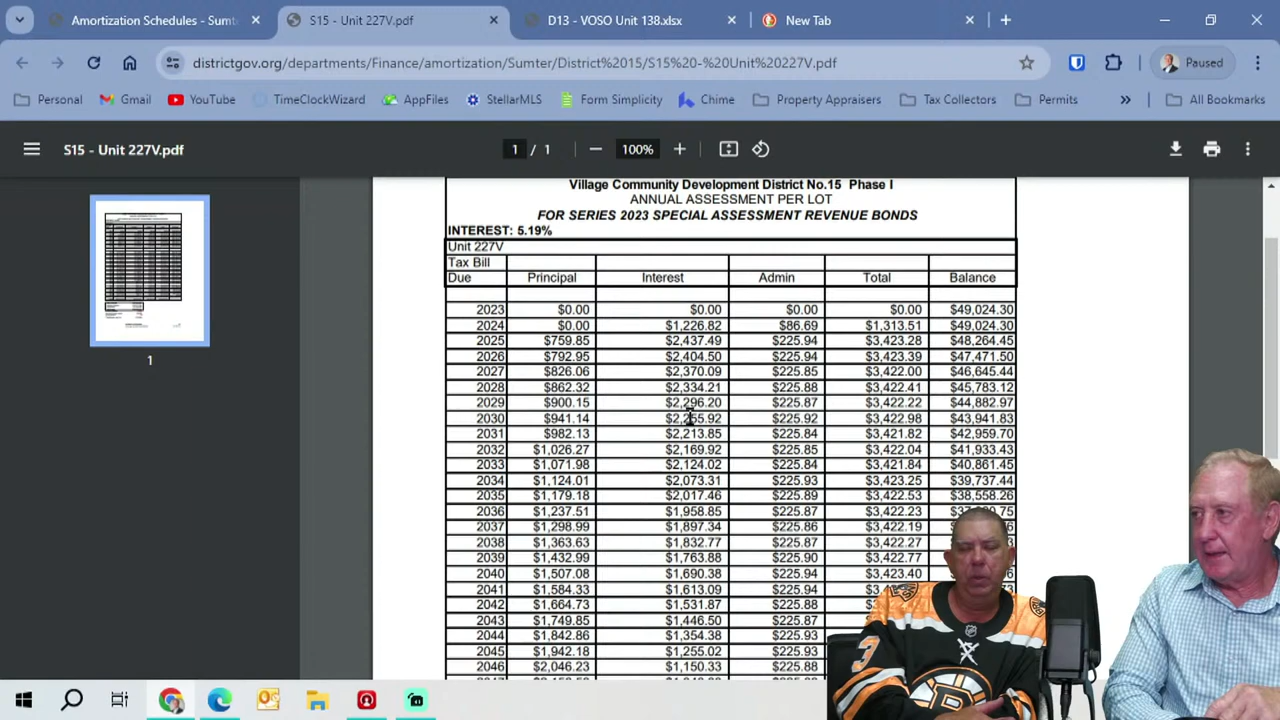 Amortization Schedules - Sumte
S15 - Unit 227V.pdf
D13 - VOSO Unit 138.xlsx
New Tab
districtgov.org/departments/Finance/amortization/Sumter/District%2015/S15%20-%20Unit%20227V.pdf
Paused
Personal
Gmail
YouTube
TimeClockWizard
AppFiles
StellarMLS
Form Simplicity
Chime
Property Appraisers
Tax Collectors
Permits
All Bookmarks
S15 - Unit 227V.pdf
1 / 1
100%
1
Village Community Development District No.15 Phase I
ANNUAL ASSESSMENT PER LOT
FOR SERIES 2023 SPECIAL ASSESSMENT REVENUE BONDS
INTEREST: 5.19%
Unit 227V
Tax Bill
Due Principal Interest Admin Total Balance
2023 $0.00 $0.00 $0.00 $0.00 $49,024.30
2024 $0.00 $1,226.82 $86.69 $1,313.51 $49,024.30
2025 $759.85 $2,437.49 $225.94 $3,423.28 $48,264.45
2026 $792.95 $2,404.50 $225.94 $3,423.39 $47,471.50
2027 $826.06 $2,370.09 $225.85 $3,422.00 $46,645.44
2028 $862.32 $2,334.21 $225.88 $3,422.41 $45,783.12
2029 $900.15 $2,296.20 $225.87 $3,422.22 $44,882.97
2030 $941.14 $2,255.92 $225.92 $3,422.98 $43,941.83
2031 $982.13 $2,213.85 $225.84 $3,421.82 $42,959.70
2032 $1,026.27 $2,169.92 $225.85 $3,422.04 $41,933.43
2033 $1,071.98 $2,124.02 $225.84 $3,421.84 $40,861.45
2034 $1,124.01 $2,073.31 $225.93 $3,423.25 $39,737.44
2035 $1,179.18 $2,017.46 $225.89 $3,422.53 $38,558.26
2036 $1,237.51 $1,958.85 $225.87 $3,422.23
2037 $1,298.99 $1,897.34 $225.86 $3,422.19
2038 $1,363.63 $1,832.77 $225.87 $3,422.27
2039 $1,432.99 $1,763.88 $225.90 $3,422.77
2040 $1,507.08 $1,690.38 $225.94 $3,423.40
2041 $1,584.33 $1,613.09 $225.94
2042 $1,664.73 $1,531.87 $225.88
2043 $1,749.85 $1,446.50 $225.87
2044 $1,842.86 $1,354.38 $225.93
2045 $1,942.18 $1,255.02 $225.93
2046 $2,046.23 $1,150.33 $225.88